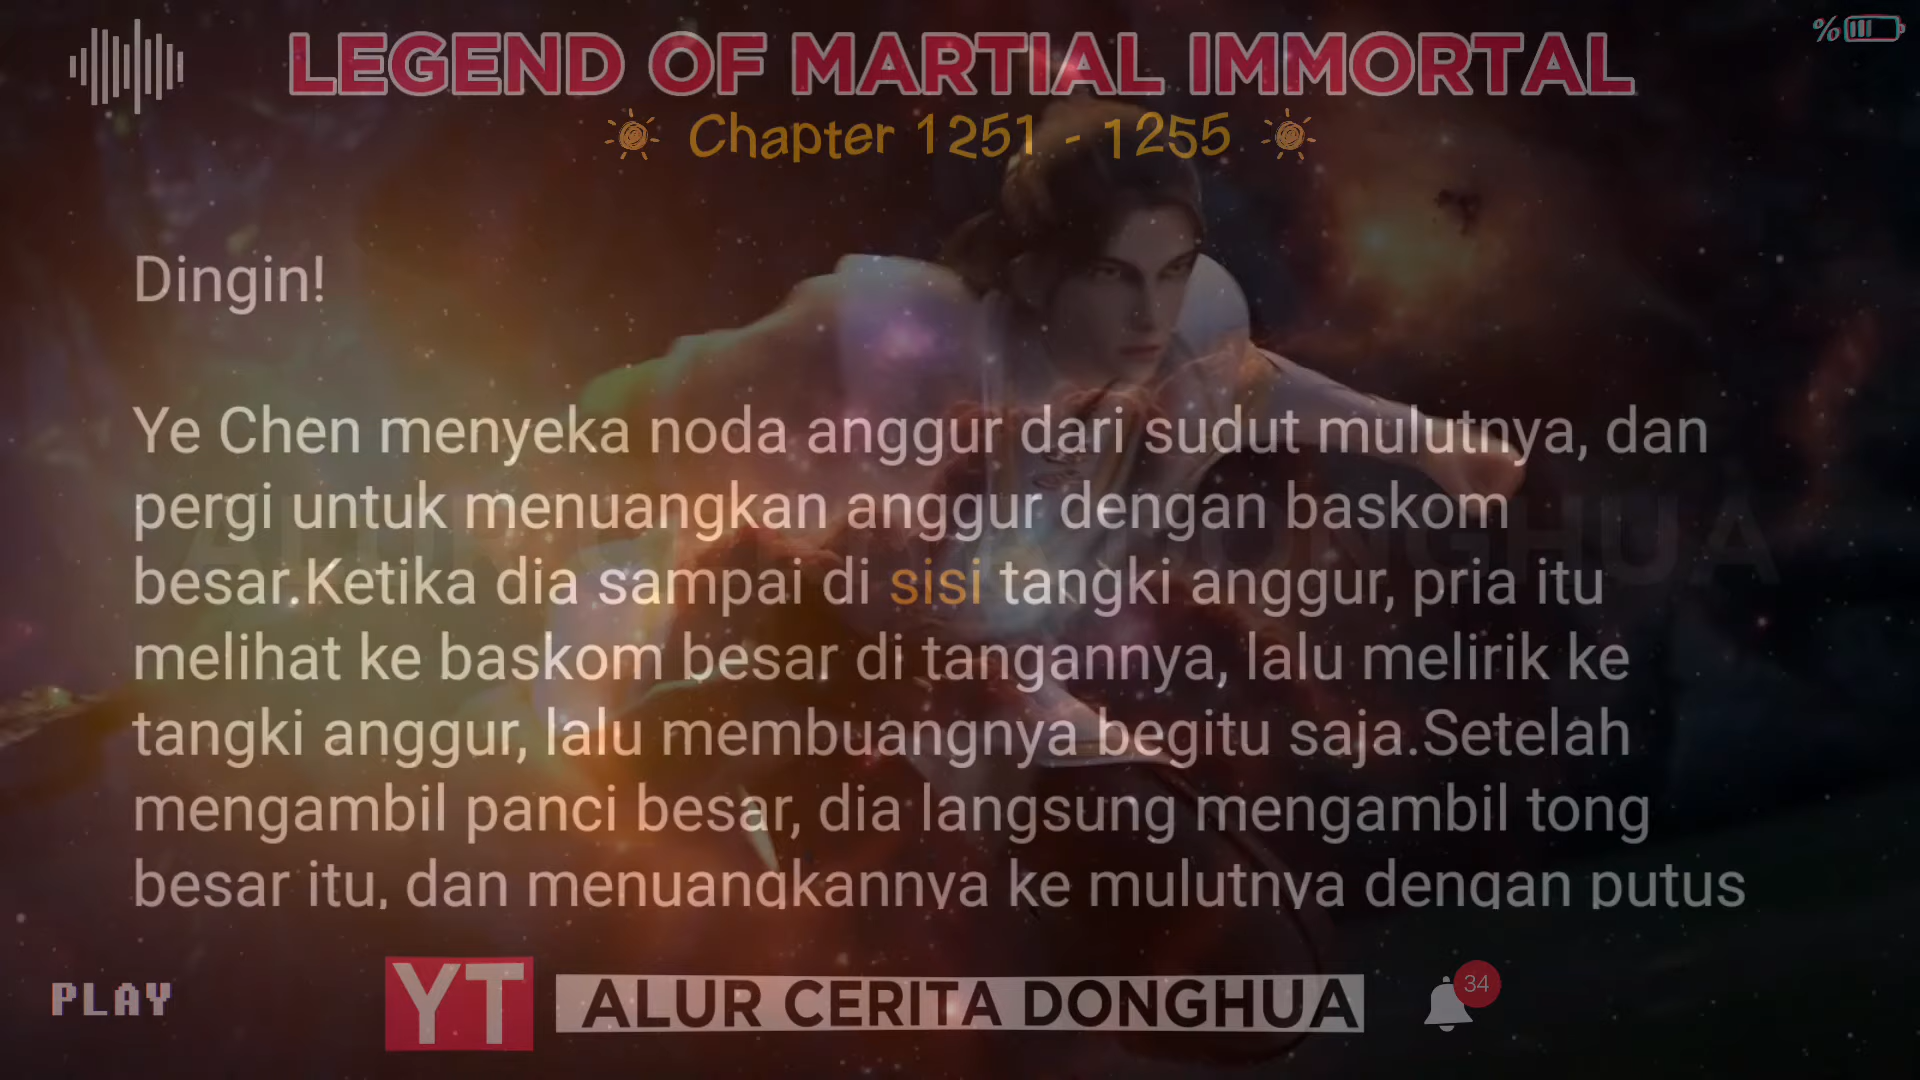 LEGEND OF MARTIAL IMMORTAL
%
Chapter 1251 - 1255
Dingin!
Ye Chen menyeka noda anggur dari sudut mulutnya, dan
pergi untuk menuangkan anggur dengan baskom
besar.Ketika dia sampai di sisi tangki anggur, pria itu
melihat ke baskom besar di tangannya, lalu melirik ke
tangki anggur, lalu membuangnya begitu saja.Setelah
mengambil panci besar, dia langsung mengambil tong
besar itu, dan menuangkannya ke mulutnya dengan putus
ALUR CERITA DONGHUA
PLAY
YT
ALUR CERITA DONGHUA
34